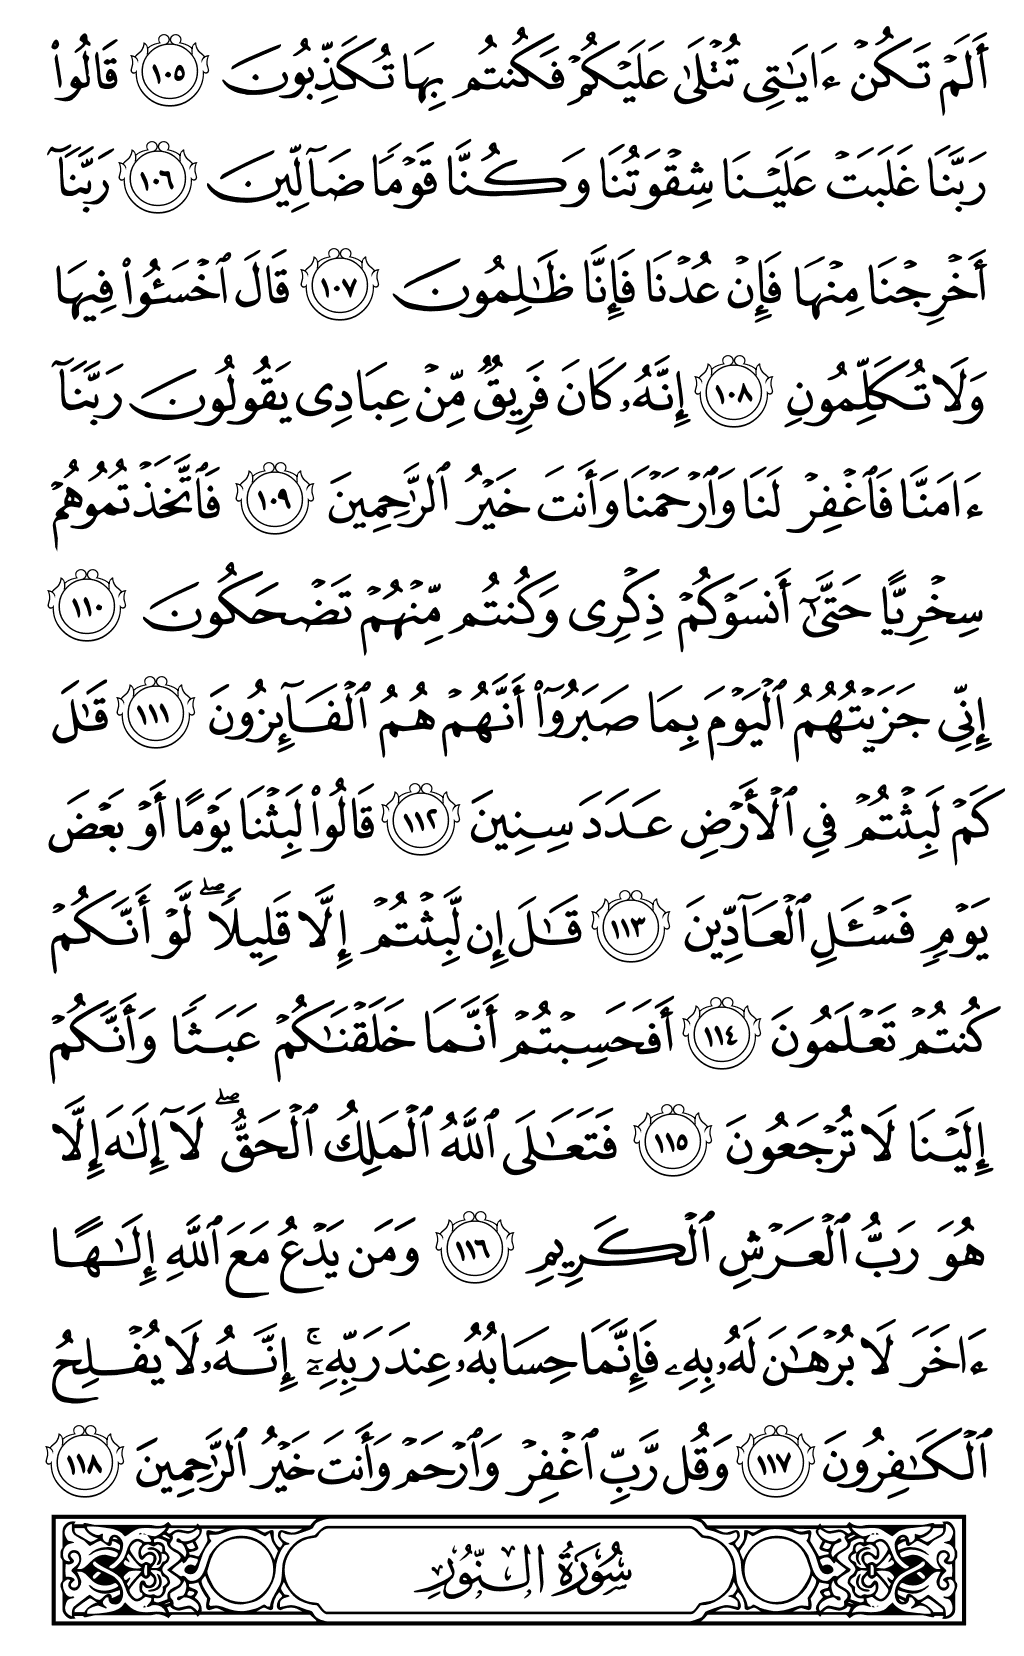 أَلَمْ تَكُنْ ءَايَٰتِى تُتْلَىٰ عَلَيْكُمْ فَكُنتُم بِهَا تُكَذِّبُونَ ١٠٥ قَالُوا۟
رَبَّنَا غَلَبَتْ عَلَيْنَا شِقْوَتُنَا وَكُنَّا قَوْمًا ضَآلِّينَ ١٠٦ رَبَّنَآ
أَخْرِجْنَا مِنْهَا فَإِنْ عُدْنَا فَإِنَّا ظَٰلِمُونَ ١٠٧ قَالَ ٱخْسَـُٔوا۟ فِيهَا
وَلَا تُكَلِّمُونِ ١٠٨ إِنَّهُۥ كَانَ فَرِيقٌ مِّنْ عِبَادِى يَقُولُونَ رَبَّنَآ
ءَامَنَّا فَٱغْفِرْ لَنَا وَٱرْحَمْنَا وَأَنتَ خَيْرُ ٱلرَّٰحِمِينَ ١٠٩ فَٱتَّخَذْتُمُوهُمْ
سِخْرِيًّا حَتَّىٰٓ أَنسَوْكُمْ ذِكْرِى وَكُنتُم مِّنْهُمْ تَضْحَكُونَ ١١٠
إِنِّى جَزَيْتُهُمُ ٱلْيَوْمَ بِمَا صَبَرُوٓا۟ أَنَّهُمْ هُمُ ٱلْفَآئِزُونَ ١١١ قَٰلَ
كَمْ لَبِثْتُمْ فِى ٱلْأَرْضِ عَدَدَ سِنِينَ ١١٢ قَالُوا۟ لَبِثْنَا يَوْمًا أَوْ بَعْضَ
يَوْمٍ فَسْـَٔلِ ٱلْعَآدِّينَ ١١٣ قَٰلَ إِن لَّبِثْتُمْ إِلَّا قَلِيلًا ۖ لَّوْ أَنَّكُمْ
كُنتُمْ تَعْلَمُونَ ١١٤ أَفَحَسِبْتُمْ أَنَّمَا خَلَقْنَٰكُمْ عَبَثًا وَأَنَّكُمْ
إِلَيْنَا لَا تُرْجَعُونَ ١١٥ فَتَعَٰلَى ٱللَّهُ ٱلْمَلِكُ ٱلْحَقُّ ۖ لَآ إِلَٰهَ إِلَّا
هُوَ رَبُّ ٱلْعَرْشِ ٱلْكَرِيمِ ١١٦ وَمَن يَدْعُ مَعَ ٱللَّهِ إِلَٰهًا
ءَاخَرَ لَا بُرْهَٰنَ لَهُۥ بِهِۦ فَإِنَّمَا حِسَابُهُۥ عِندَ رَبِّهِۦٓ ۚ إِنَّهُۥ لَا يُفْلِحُ
ٱلْكَٰفِرُونَ ١١٧ وَقُل رَّبِّ ٱغْفِرْ وَٱرْحَمْ وَأَنتَ خَيْرُ ٱلرَّٰحِمِينَ ١١٨
سُورَةُ النُّورِ